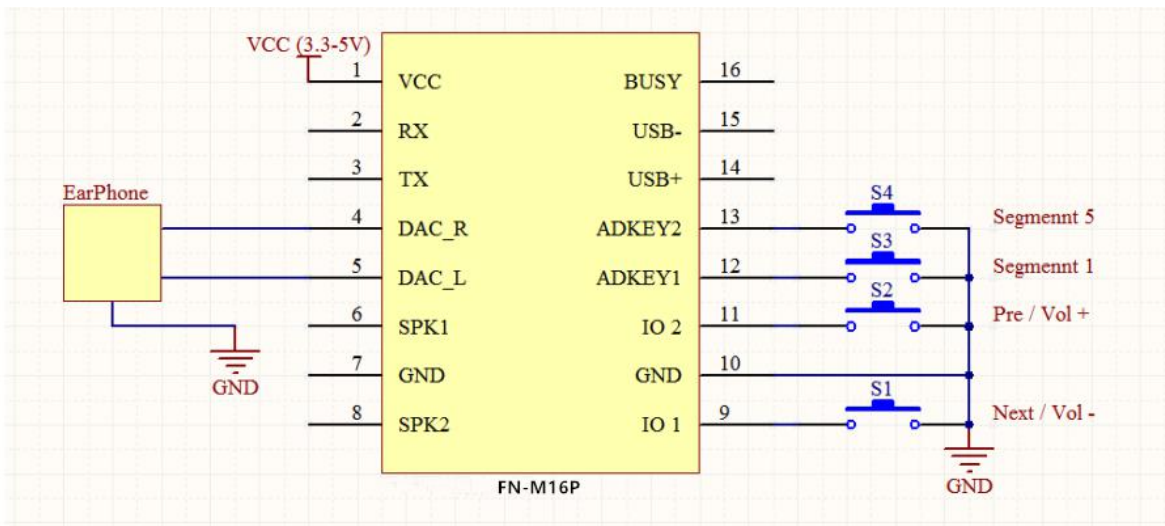 VCC (3.3-5V)
1 VCC
2 RX
3 TX
4 DAC_R
5 DAC_L
6 SPK1
7 GND
8 SPK2
EarPhone
GND
BUSY 16
USB- 15
USB+ 14
ADKEY2 13
ADKEY1 12
IO 2 11
GND 10
IO 1 9
S4
Segmennt 5
S3
Segmennt 1
S2
Pre / Vol +
S1
Next / Vol -
GND
FN-M16P